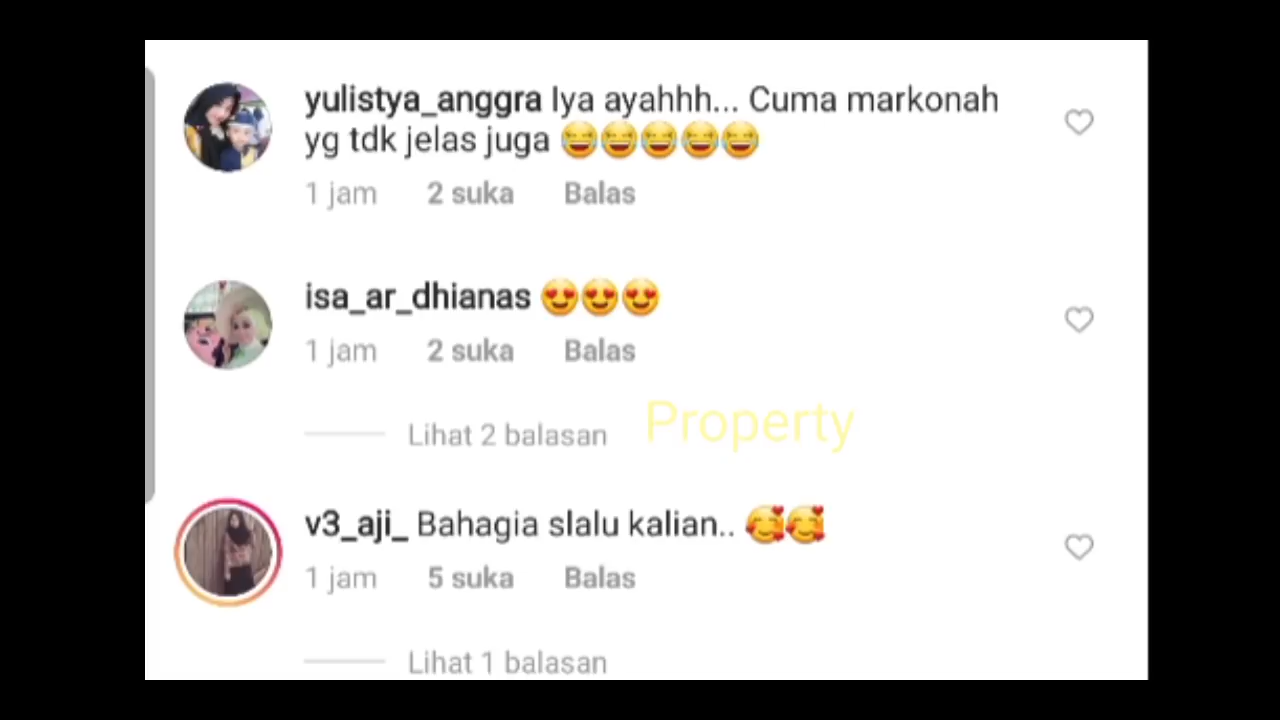 yulistya_anggra Iya ayahhh... Cuma markonah
yg tdk jelas juga 😆😆😆😆😆
1 jam 2 suka Balas
isa_ar_dhianas 😍😍😍
1 jam 2 suka Balas
Lihat 2 balasan
Property
v3_aji_ Bahagia slalu kalian.. 🥰🥰
1 jam 5 suka Balas
Lihat 1 balasan